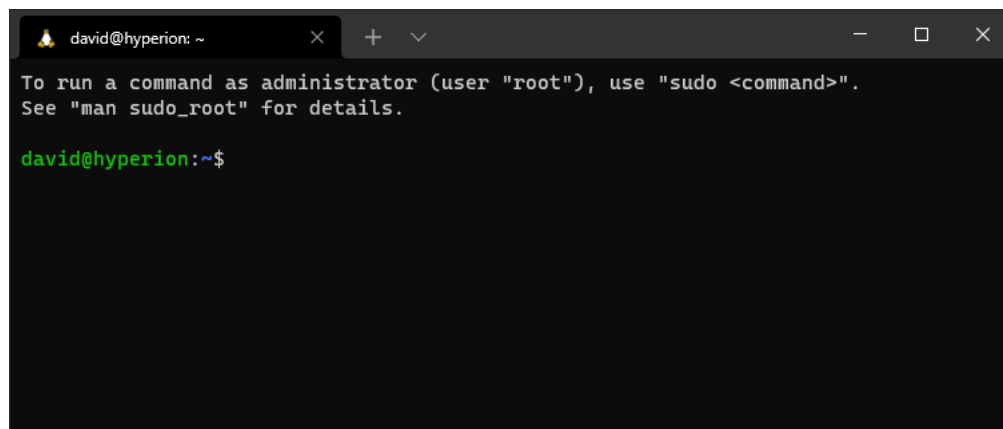 david@hyperion: ~
To run a command as administrator (user "root"), use "sudo <command>".
See "man sudo_root" for details.
david@hyperion:~$